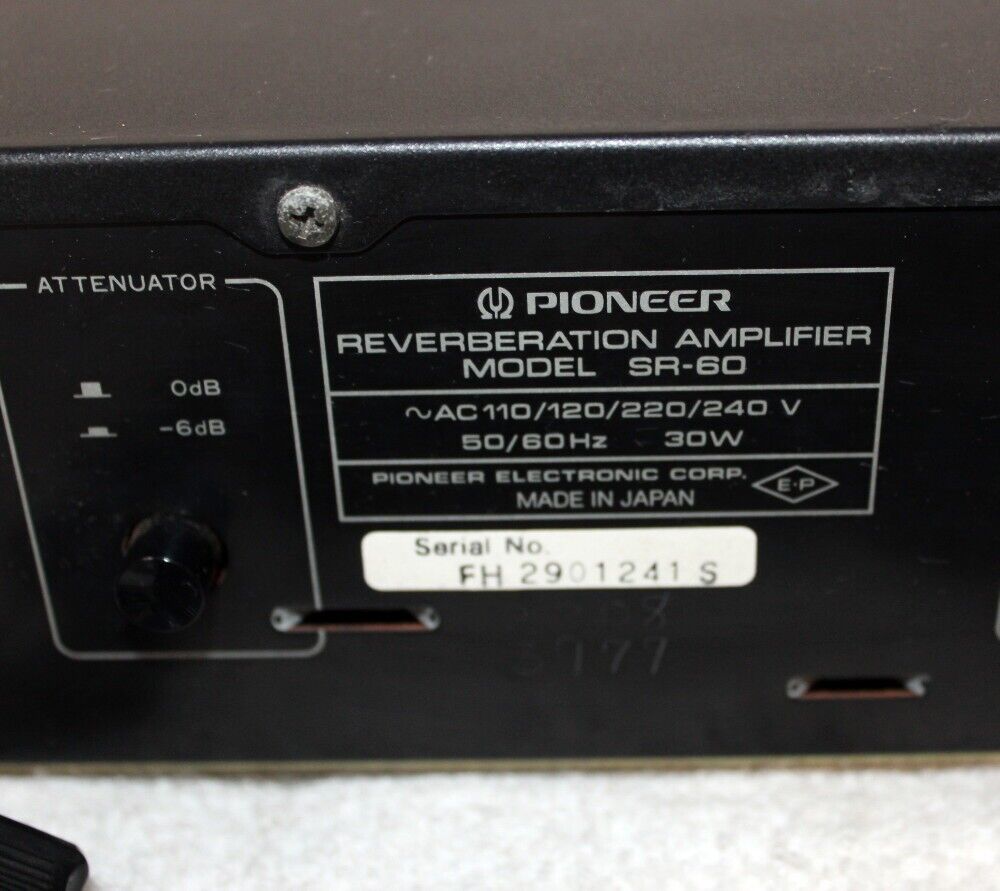 ATTENUATOR
0dB
-6dB
PIONEER
REVERBERATION AMPLIFIER
MODEL SR-60
~AC 110/120/220/240 V
50/60Hz 30W
PIONEER ELECTRONIC CORP.
MADE IN JAPAN
E·P
Serial No.
FH 2901241 S